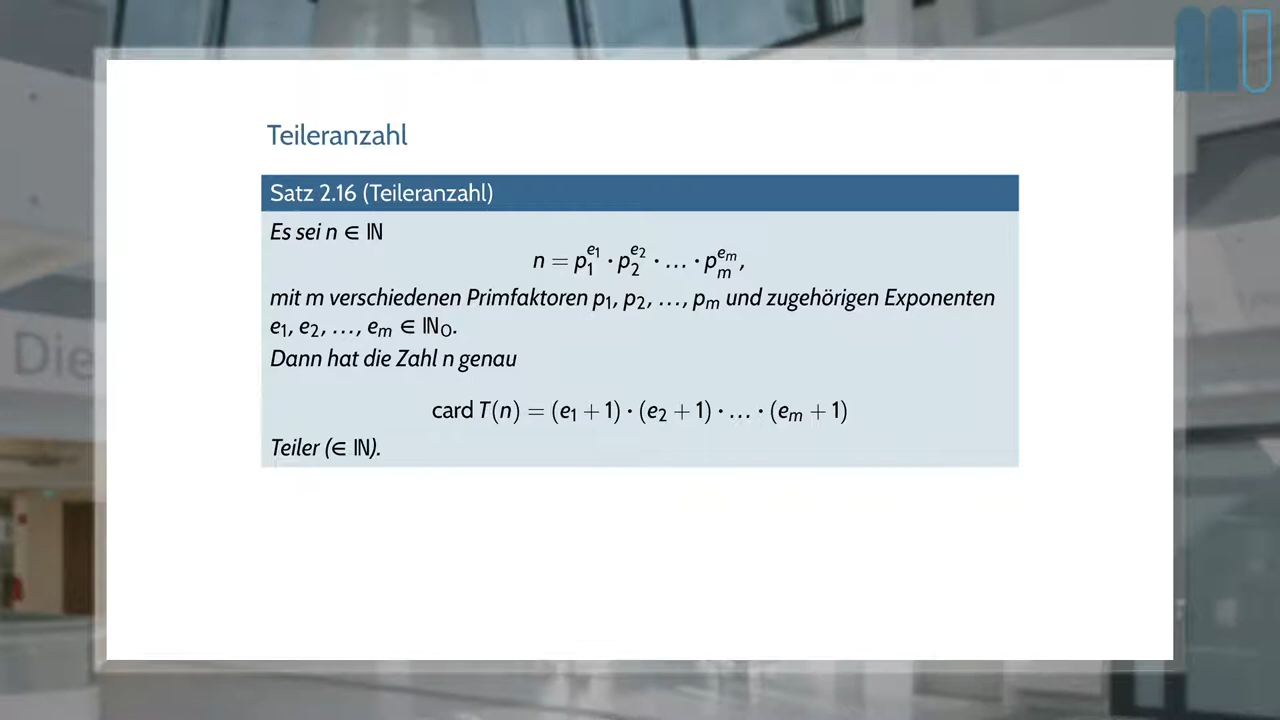 Teileranzahl
Satz 2.16 (Teileranzahl)
Es sei n ∈ ℕ
n = p₁^{e₁} · p₂^{e₂} · … · pₘ^{eₘ},
mit m verschiedenen Primfaktoren p₁, p₂, …, pₘ und zugehörigen Exponenten
e₁, e₂, …, eₘ ∈ ℕ₀.
Dann hat die Zahl n genau
card T(n) = (e₁ + 1) · (e₂ + 1) · … · (eₘ + 1)
Teiler (∈ ℕ).
Die